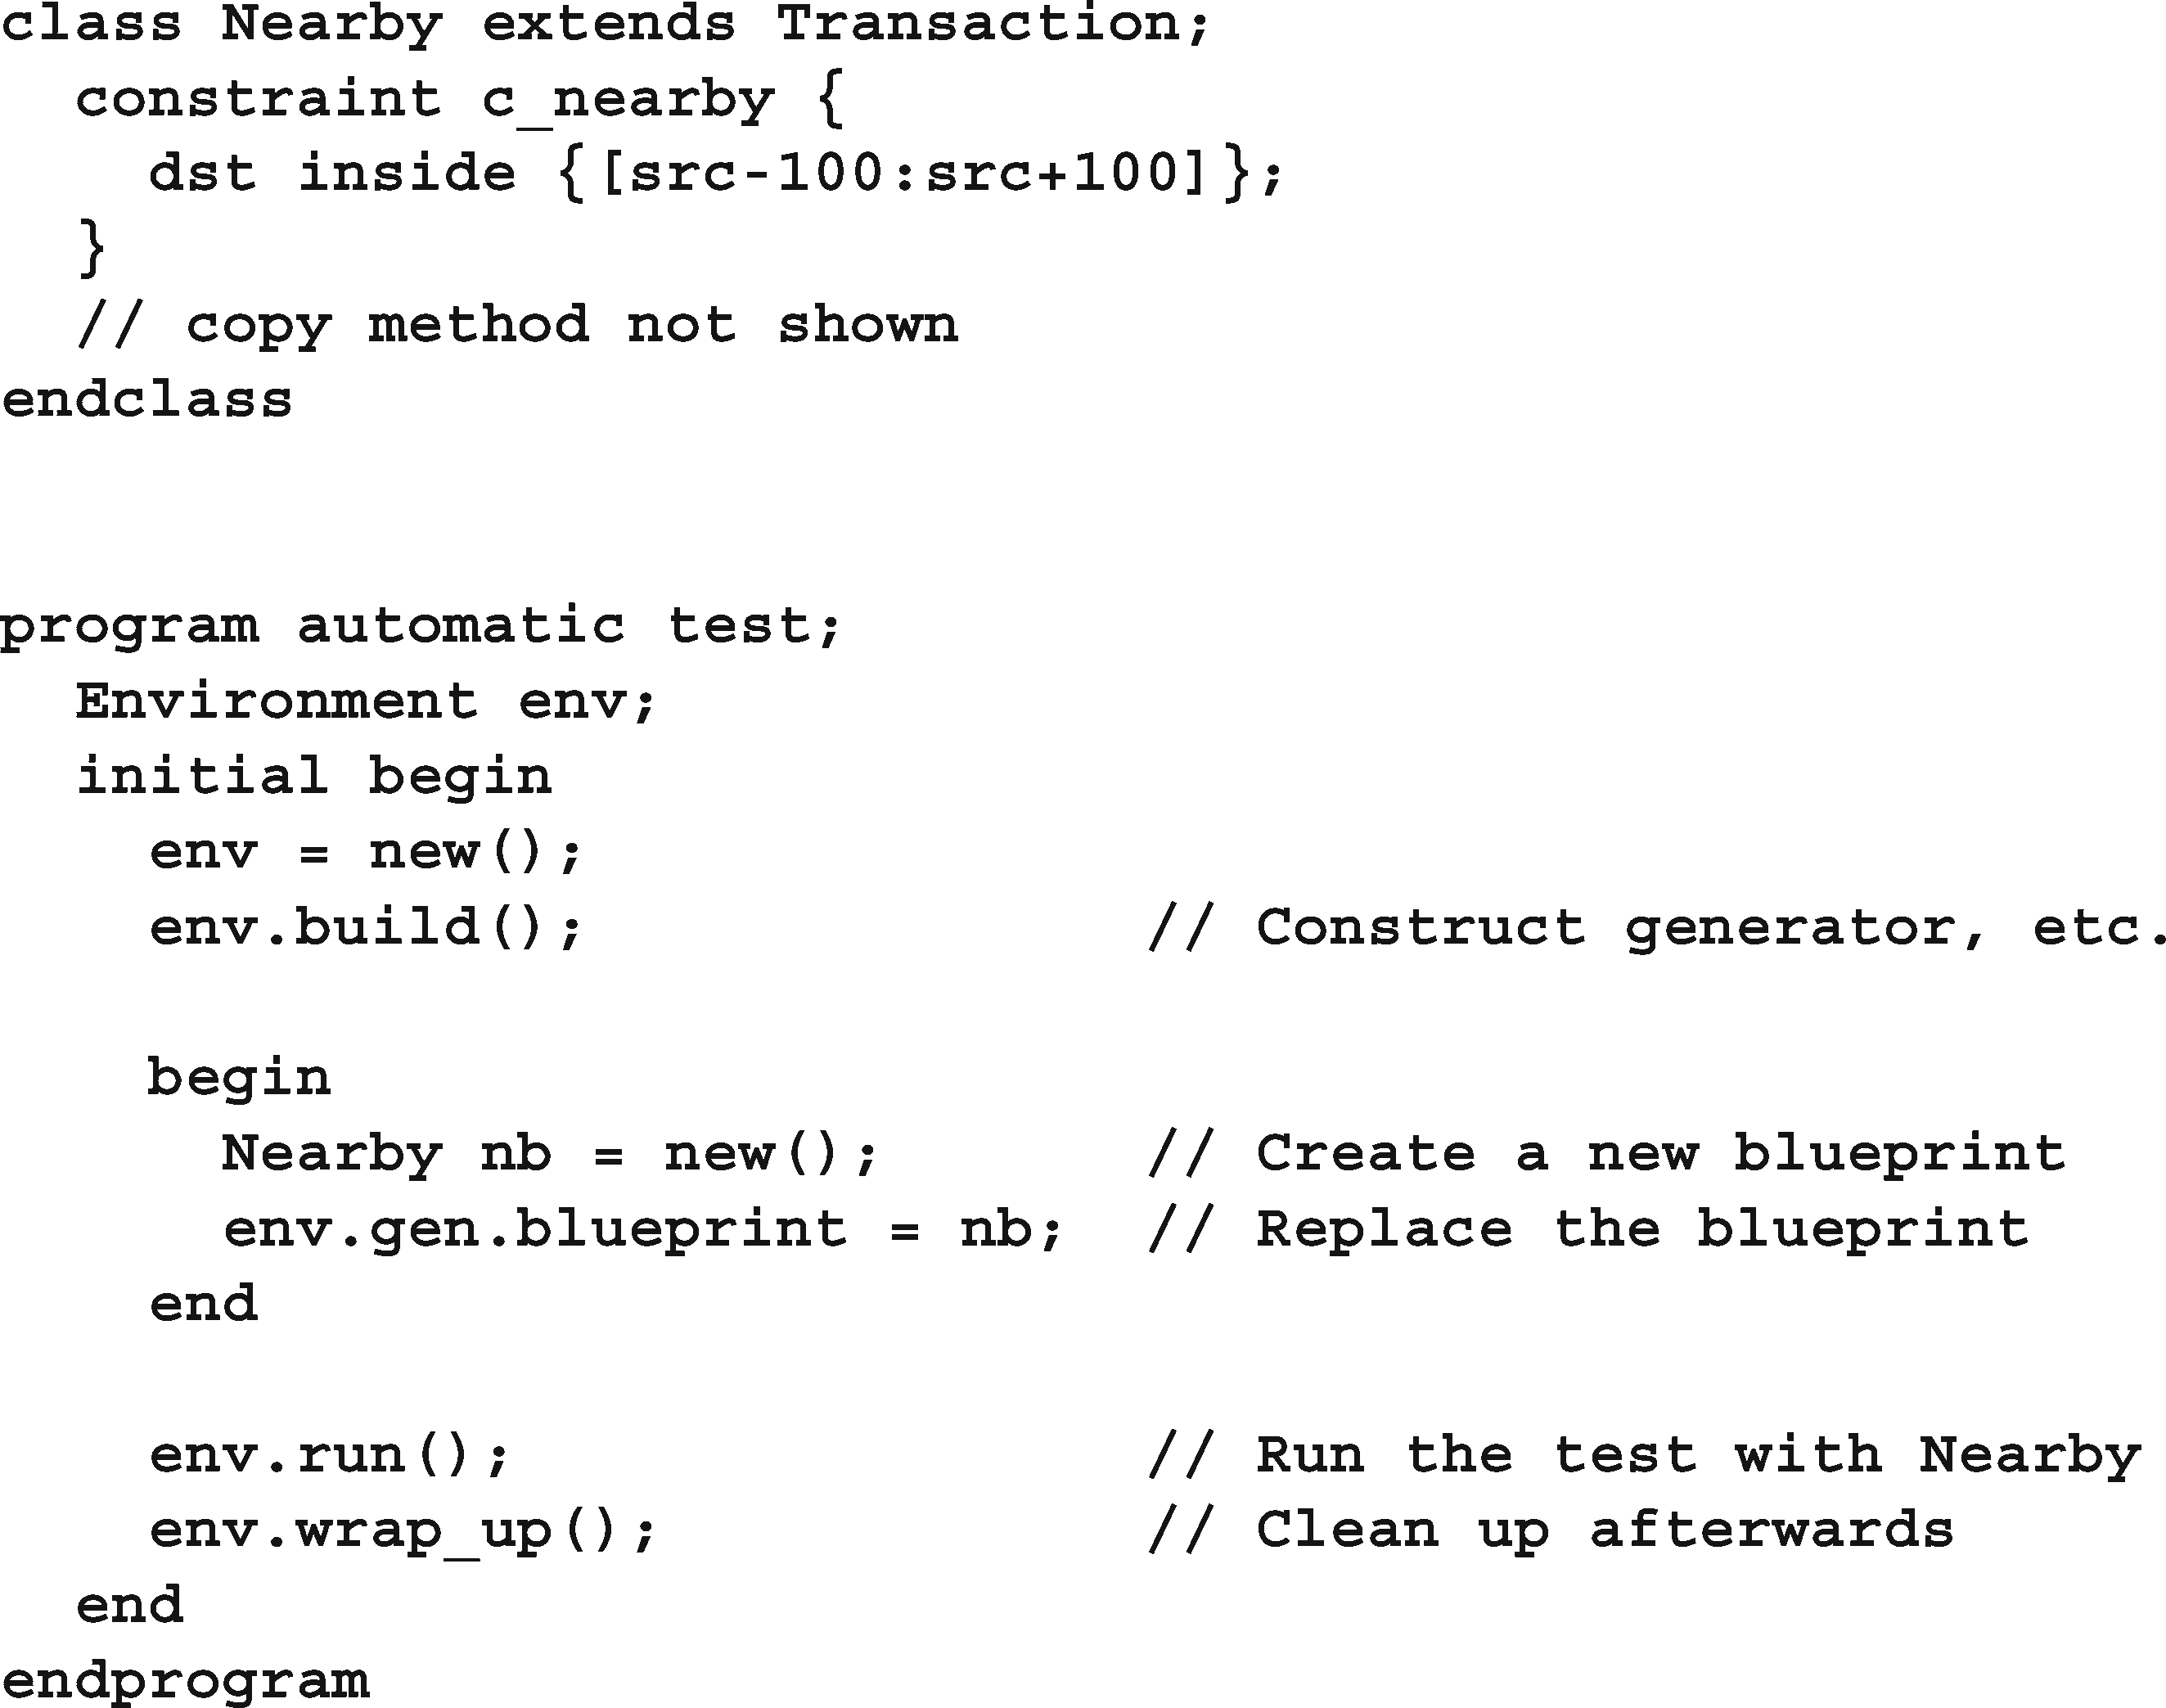 class Nearby extends Transaction;
  constraint c_nearby {
    dst inside {[src-100:src+100]};
  }
  // copy method not shown
endclass
program automatic test;
  Environment env;
  initial begin
    env = new();
    env.build();               // Construct generator, etc.
    begin
      Nearby nb = new();       // Create a new blueprint
      env.gen.blueprint = nb;  // Replace the blueprint
    end
    env.run();                 // Run the test with Nearby
    env.wrap_up();             // Clean up afterwards
  end
endprogram